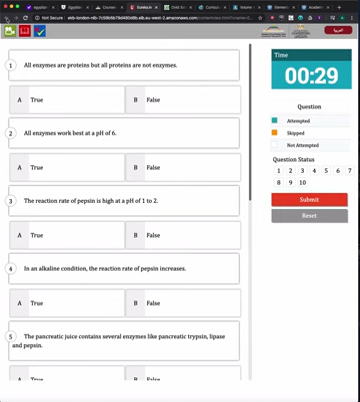 Not Secure
Time
00:29
1 All enzymes are proteins but all proteins are not enzymes.
A True B False
2 All enzymes work best at a pH of 6.
A True B False
3 The reaction rate of pepsin is high at a pH of 1 to 2.
A True B False
4 In an alkaline condition, the reaction rate of pepsin increases.
A True B False
5 The pancreatic juice contains several enzymes like pancreatic trypsin, lipase
and pepsin.
A True B False
Question
Attempted
Skipped
Not Attempted
Question Status
1 2 3 4 5 6 7
8 9 10
Submit
Reset